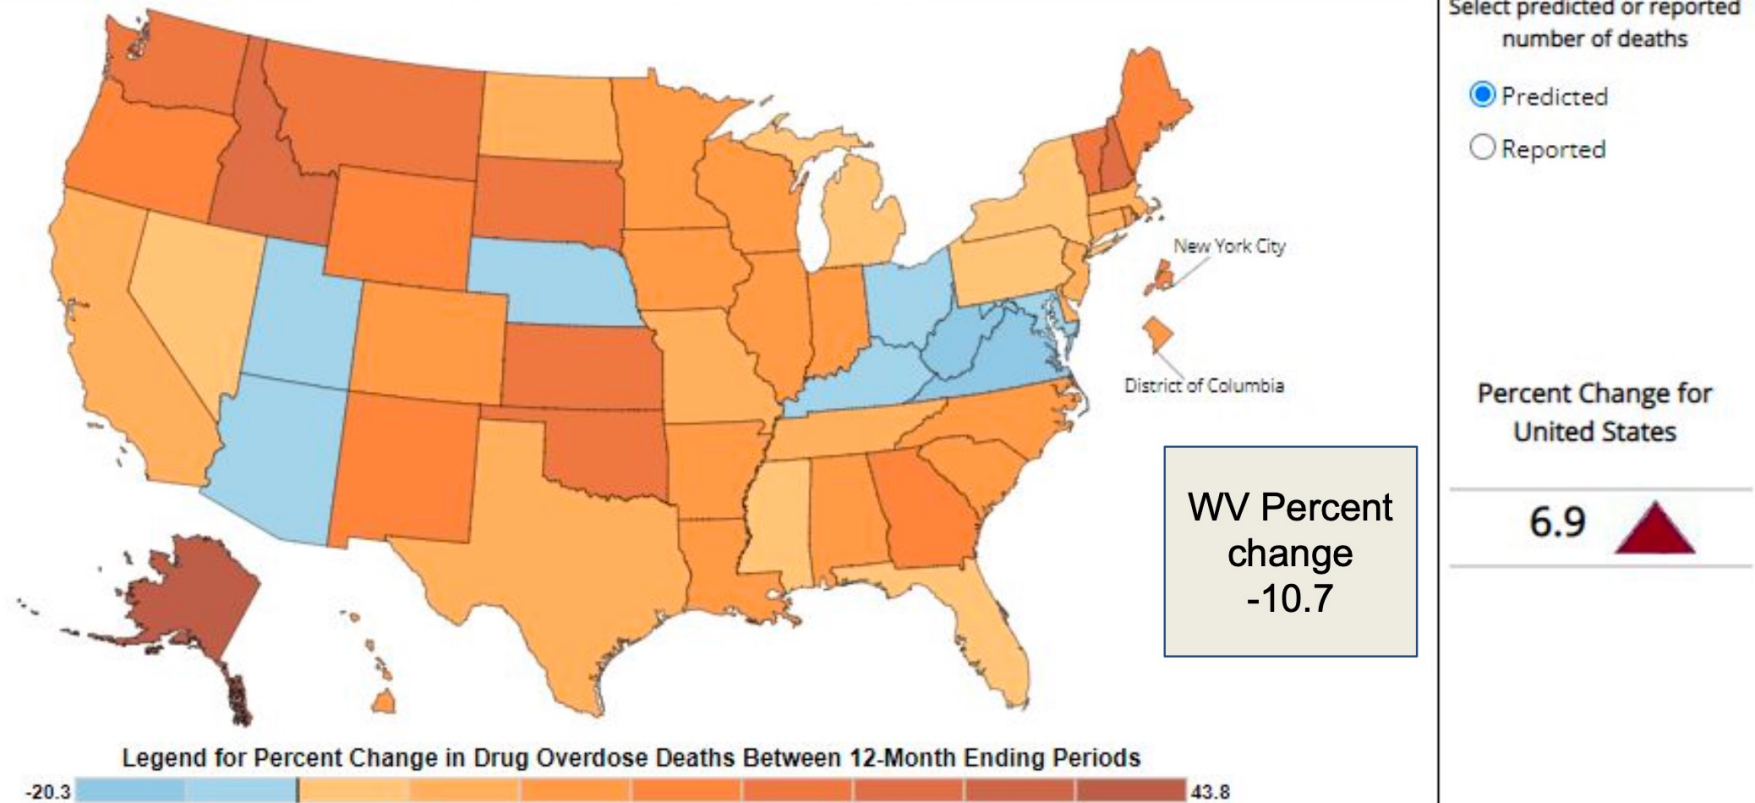 Select predicted or reported
number of deaths
Predicted
Reported
New York City
District of Columbia
Percent Change for
United States
6.9
WV Percent
change
-10.7
Legend for Percent Change in Drug Overdose Deaths Between 12-Month Ending Periods
-20.3
43.8